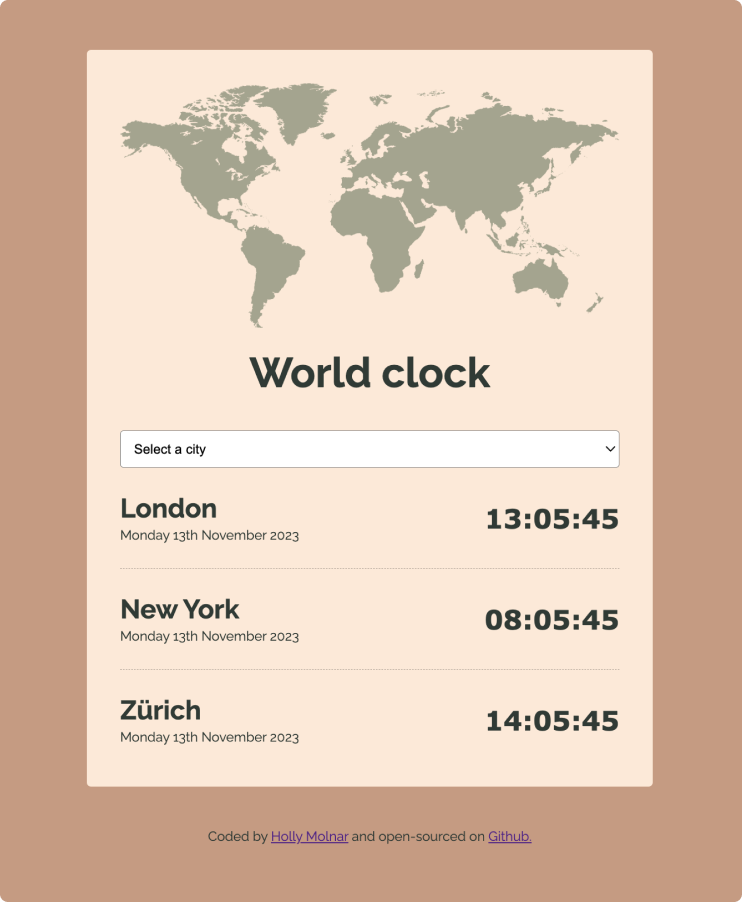 World clock
Select a city
London
Monday 13th November 2023
13:05:45
New York
Monday 13th November 2023
08:05:45
Zürich
Monday 13th November 2023
14:05:45
Coded by Holly Molnar and open-sourced on Github.